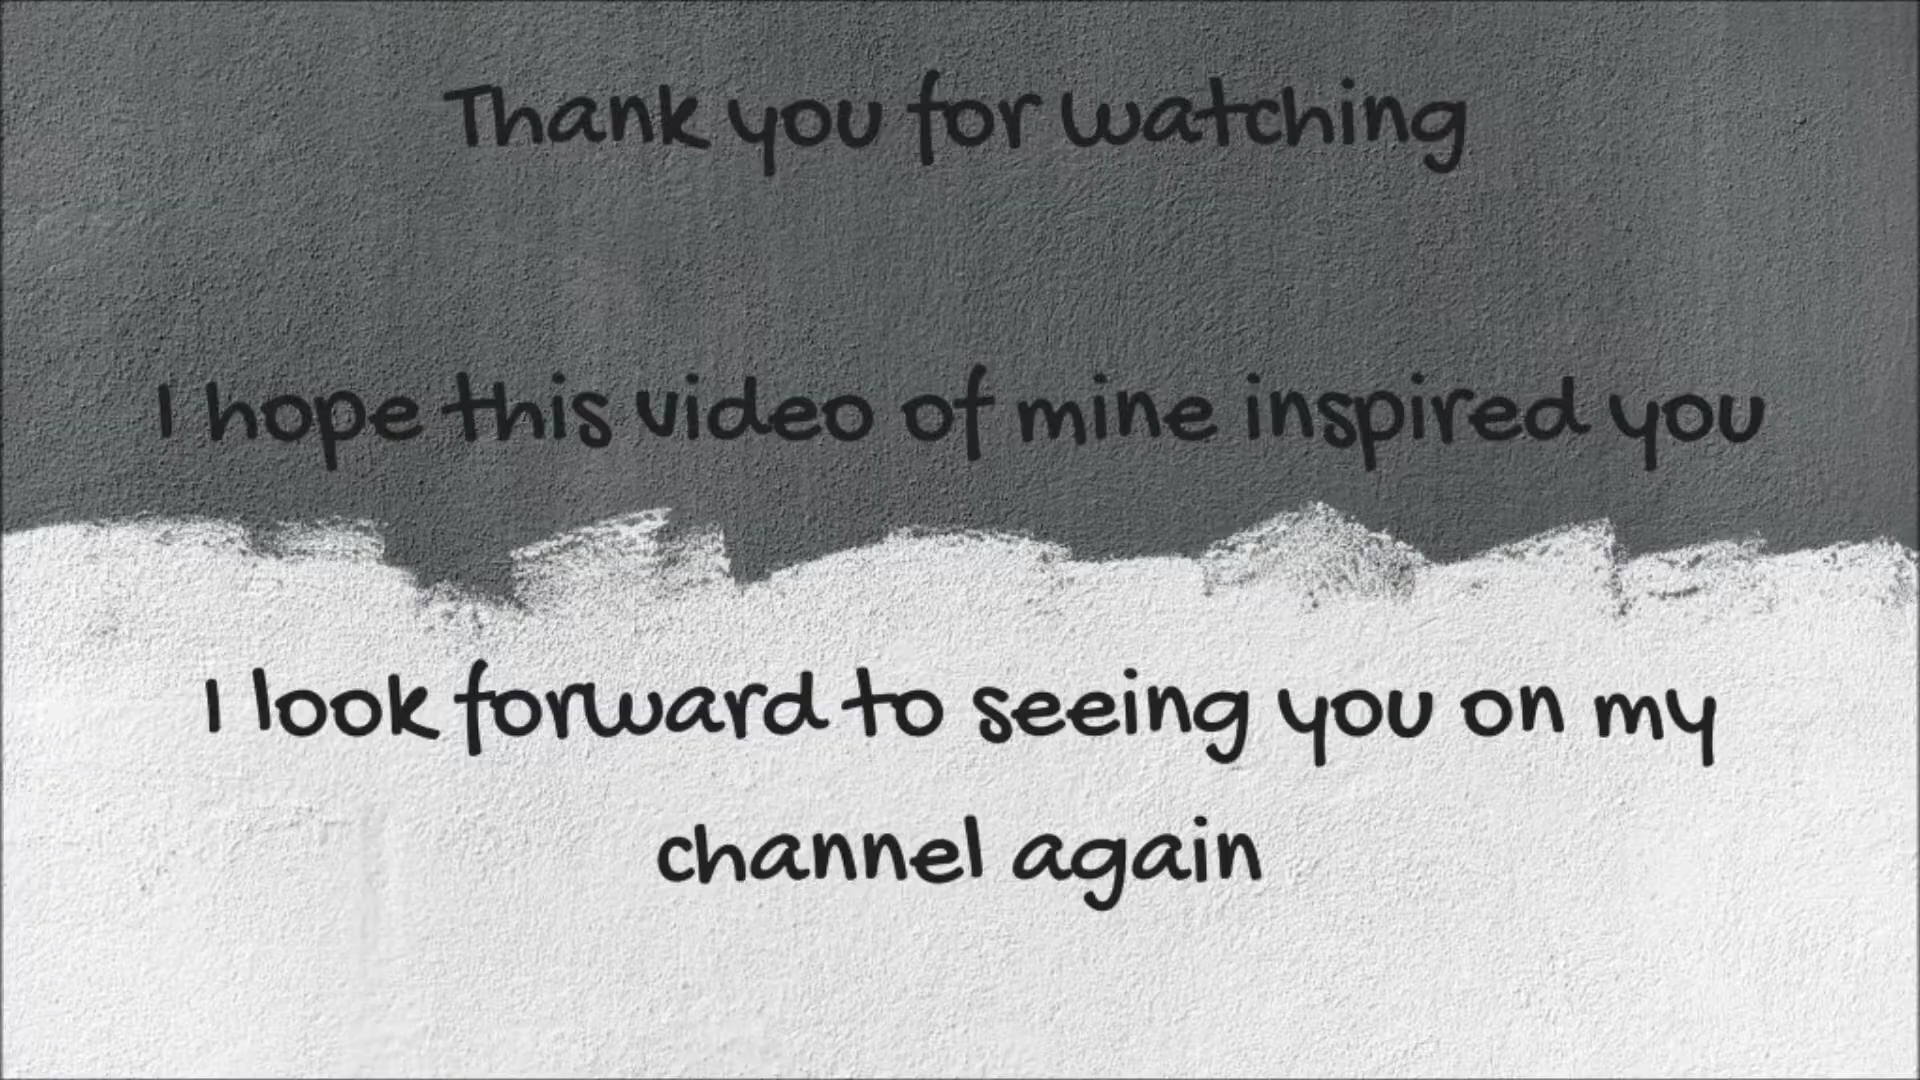 Thank you for watching
I hope this video of mine inspired you
I look forward to seeing you on my
channel again